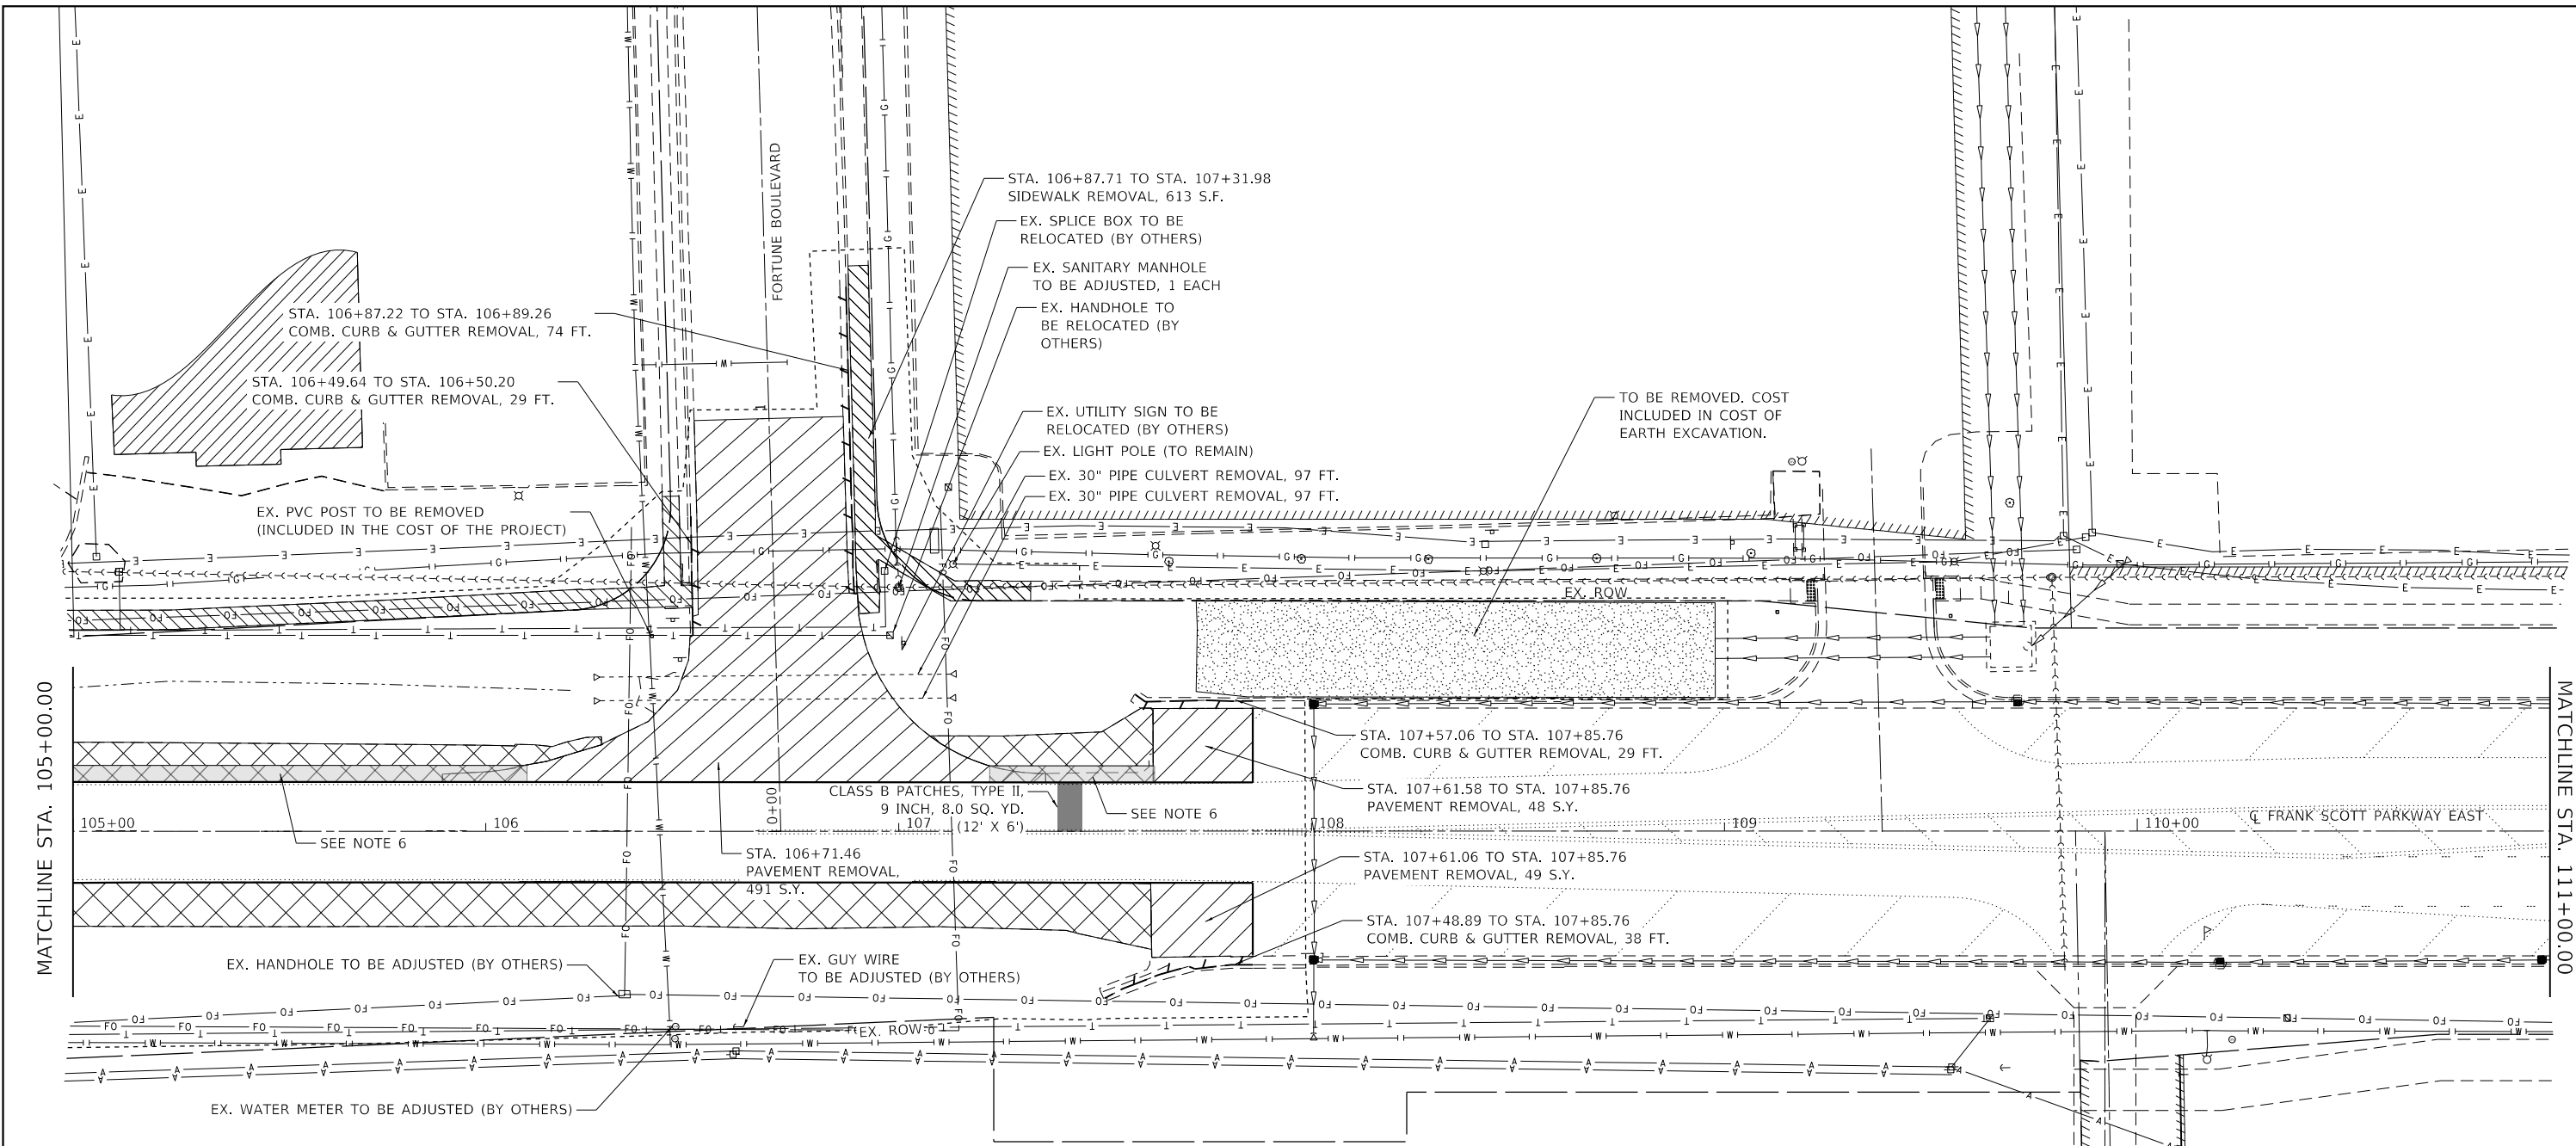 STA. 106+87.71 TO STA. 107+31.98
SIDEWALK REMOVAL, 613 S.F.
EX. SPLICE BOX TO BE
RELOCATED (BY OTHERS)
EX. SANITARY MANHOLE
TO BE ADJUSTED, 1 EACH
EX. HANDHOLE TO
BE RELOCATED (BY
OTHERS)
FORTUNE BOULEVARD
STA. 106+87.22 TO STA. 106+89.26
COMB. CURB & GUTTER REMOVAL, 74 FT.
STA. 106+49.64 TO STA. 106+50.20
COMB. CURB & GUTTER REMOVAL, 29 FT.
EX. UTILITY SIGN TO BE
RELOCATED (BY OTHERS)
EX. LIGHT POLE (TO REMAIN)
EX. 30" PIPE CULVERT REMOVAL, 97 FT.
EX. 30" PIPE CULVERT REMOVAL, 97 FT.
TO BE REMOVED. COST
INCLUDED IN COST OF
EARTH EXCAVATION.
EX. PVC POST TO BE REMOVED
(INCLUDED IN THE COST OF THE PROJECT)
EX. ROW
MATCHLINE STA. 105+00.00
MATCHLINE STA. 111+00.00
STA. 107+57.06 TO STA. 107+85.76
COMB. CURB & GUTTER REMOVAL, 29 FT.
STA. 107+61.58 TO STA. 107+85.76
PAVEMENT REMOVAL, 48 S.Y.
CLASS B PATCHES, TYPE II,
9 INCH, 8.0 SQ. YD.
(12' X 6')
SEE NOTE 6
SEE NOTE 6
105+00
106
0+00
107
108
109
110+00
℄ FRANK SCOTT PARKWAY EAST
STA. 106+71.46
PAVEMENT REMOVAL,
491 S.Y.
STA. 107+61.06 TO STA. 107+85.76
PAVEMENT REMOVAL, 49 S.Y.
STA. 107+48.89 TO STA. 107+85.76
COMB. CURB & GUTTER REMOVAL, 38 FT.
EX. HANDHOLE TO BE ADJUSTED (BY OTHERS)
EX. GUY WIRE
TO BE ADJUSTED (BY OTHERS)
EX. ROW
EX. WATER METER TO BE ADJUSTED (BY OTHERS)